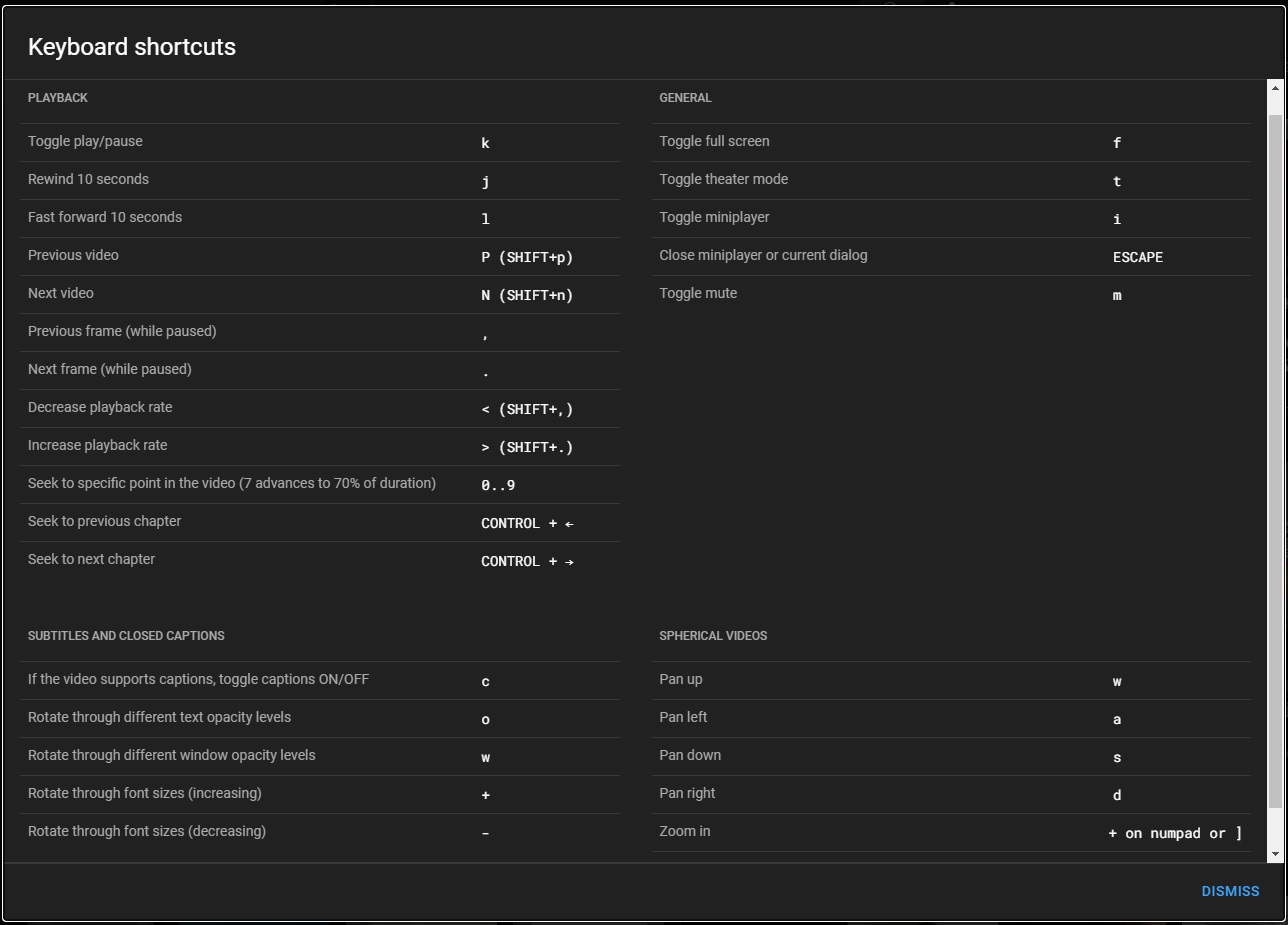 Keyboard shortcuts
PLAYBACK
Toggle play/pause k
Rewind 10 seconds j
Fast forward 10 seconds l
Previous video P (SHIFT+p)
Next video N (SHIFT+n)
Previous frame (while paused) ,
Next frame (while paused) .
Decrease playback rate < (SHIFT+,)
Increase playback rate > (SHIFT+.)
Seek to specific point in the video (7 advances to 70% of duration) 0..9
Seek to previous chapter CONTROL + ←
Seek to next chapter CONTROL + →
GENERAL
Toggle full screen f
Toggle theater mode t
Toggle miniplayer i
Close miniplayer or current dialog ESCAPE
Toggle mute m
SUBTITLES AND CLOSED CAPTIONS
If the video supports captions, toggle captions ON/OFF c
Rotate through different text opacity levels o
Rotate through different window opacity levels w
Rotate through font sizes (increasing) +
Rotate through font sizes (decreasing) -
SPHERICAL VIDEOS
Pan up w
Pan left a
Pan down s
Pan right d
Zoom in + on numpad or ]
DISMISS